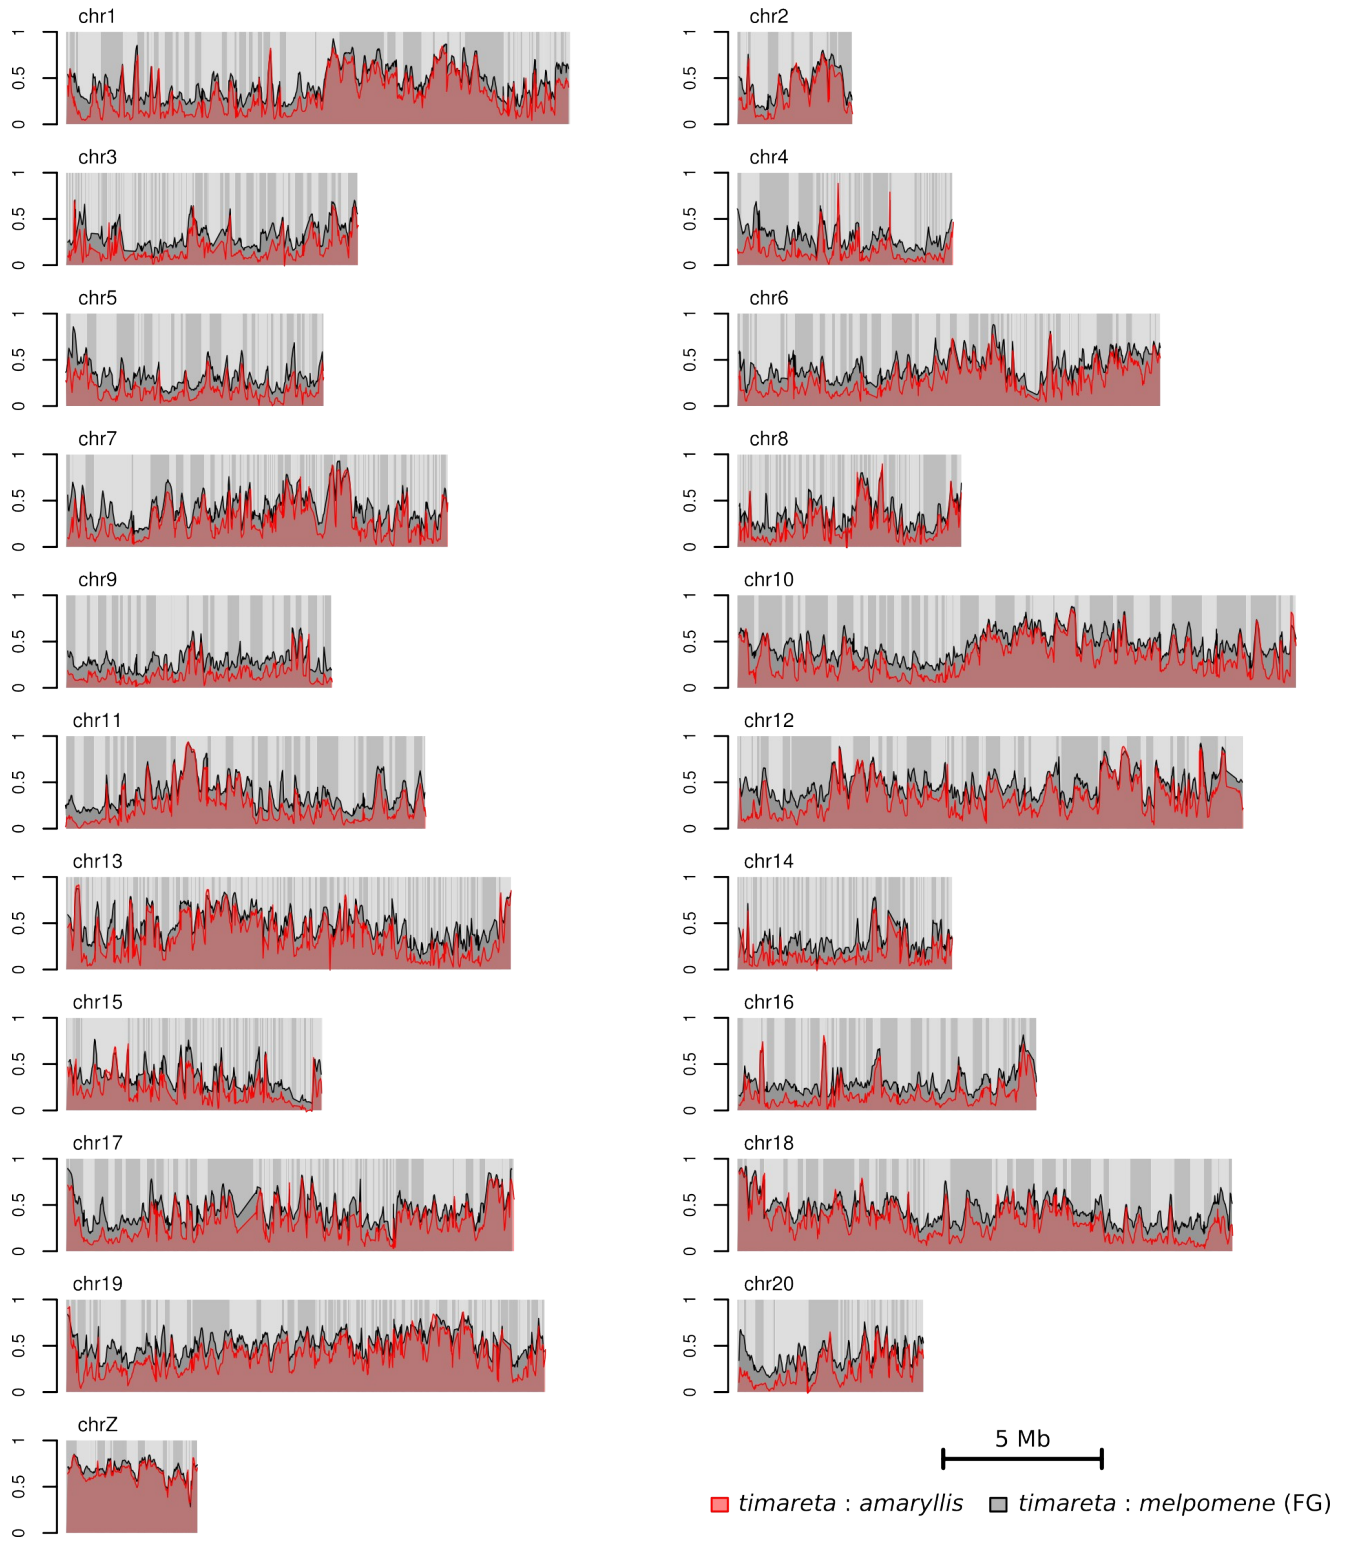 chr1 chr2
0 0.5 1 0 0.5 1
chr3 chr4
0 0.5 1 0 0.5 1
chr5 chr6
0 0.5 1 0 0.5 1
chr7 chr8
0 0.5 1 0 0.5 1
chr9 chr10
0 0.5 1 0 0.5 1
chr11 chr12
0 0.5 1 0 0.5 1
chr13 chr14
0 0.5 1 0 0.5 1
chr15 chr16
0 0.5 1 0 0.5 1
chr17 chr18
0 0.5 1 0 0.5 1
chr19 chr20
0 0.5 1 0 0.5 1
chrZ
0 0.5 1
5 Mb
timareta : amaryllis timareta : melpomene (FG)